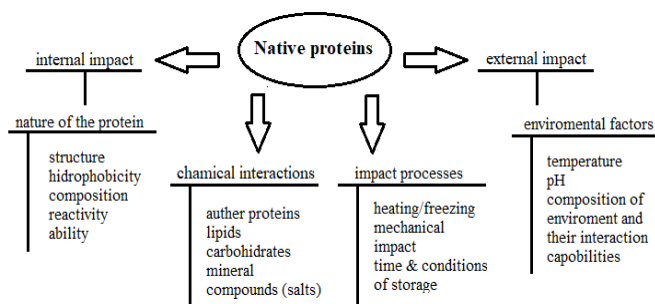 Native proteins
internal impact
external impact
nature of the protein
structure
hidrophobicity
composition
reactivity
ability
chamical interactions
auther proteins
lipids
carbohidrates
mineral
compounds (salts)
impact processes
heating/freezing
mechanical
impact
time & conditions
of storage
enviromental factors
temperature
pH
composition of
enviroment and
their interaction
capobilities